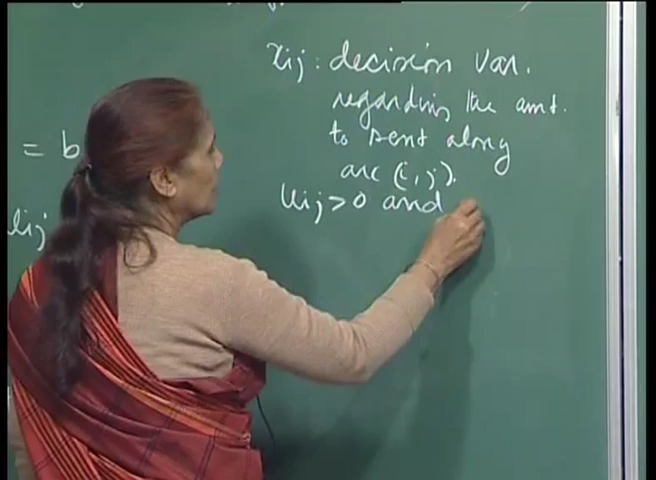 xij : decision var.
regarding the amt.
to sent along
= b
arc (i, j).
uij > 0 and
lij